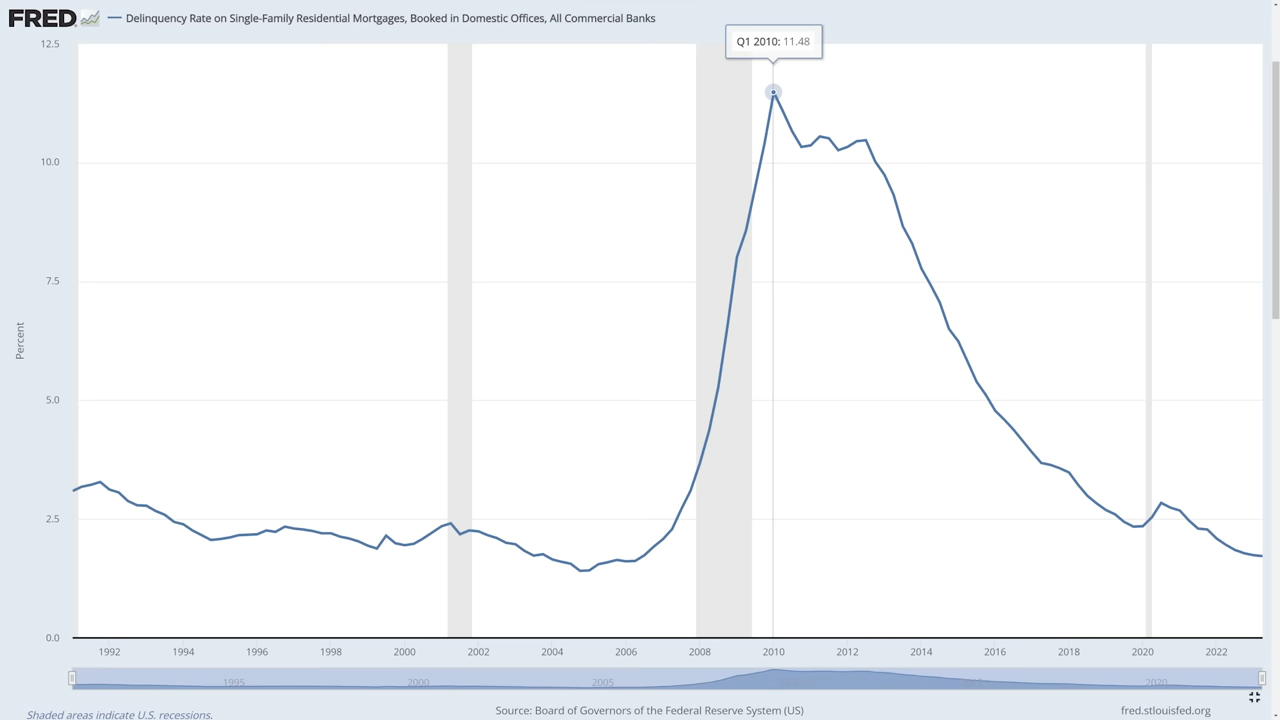 FRED Delinquency Rate on Single-Family Residential Mortgages, Booked in Domestic Offices, All Commercial Banks
Q1 2010: 11.48
12.5
10.0
7.5
5.0
2.5
0.0
Percent
1992 1994 1996 1998 2000 2002 2004 2006 2008 2010 2012 2014 2016 2018 2020 2022
1995 2000 2005 2020
Shaded areas indicate U.S. recessions.
Source: Board of Governors of the Federal Reserve System (US)
fred.stlouisfed.org